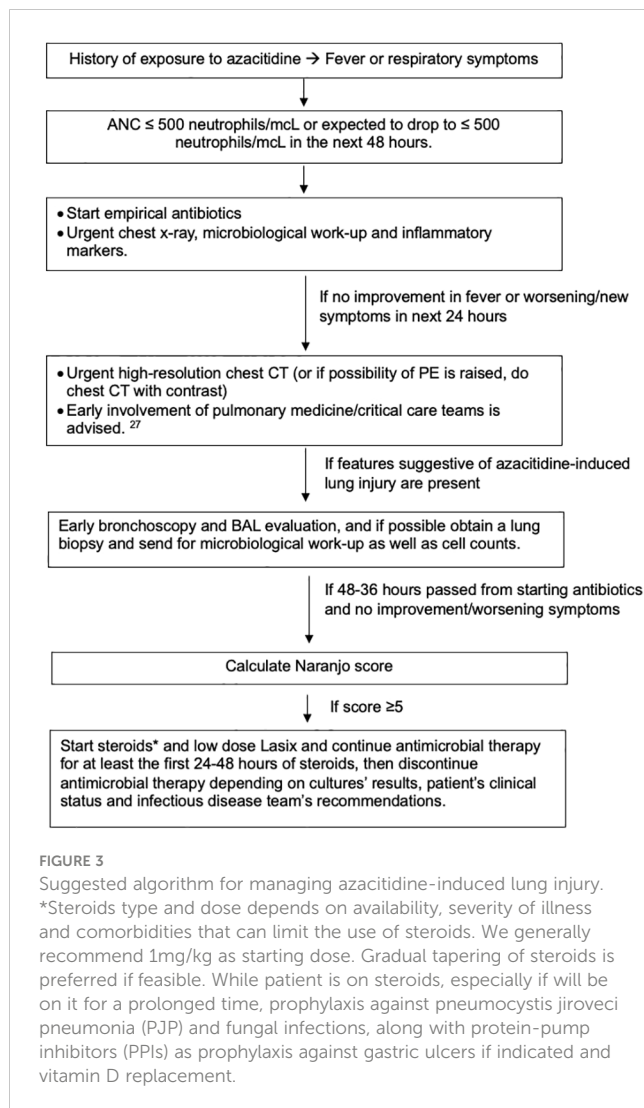 History of exposure to azacitidine → Fever or respiratory symptoms
ANC ≤ 500 neutrophils/mcL or expected to drop to ≤ 500
neutrophils/mcL in the next 48 hours.
• Start empirical antibiotics
• Urgent chest x-ray, microbiological work-up and inflammatory
markers.
If no improvement in fever or worsening/new
symptoms in next 24 hours
• Urgent high-resolution chest CT (or if possibility of PE is raised, do
chest CT with contrast)
• Early involvement of pulmonary medicine/critical care teams is
advised. 27
If features suggestive of azacitidine-induced
lung injury are present
Early bronchoscopy and BAL evaluation, and if possible obtain a lung
biopsy and send for microbiological work-up as well as cell counts.
If 48-36 hours passed from starting antibiotics
and no improvement/worsening symptoms
Calculate Naranjo score
If score ≥5
Start steroids* and low dose Lasix and continue antimicrobial therapy
for at least the first 24-48 hours of steroids, then discontinue
antimicrobial therapy depending on cultures' results, patient's clinical
status and infectious disease team's recommendations.
FIGURE 3
Suggested algorithm for managing azacitidine-induced lung injury.
*Steroids type and dose depends on availability, severity of illness
and comorbidities that can limit the use of steroids. We generally
recommend 1mg/kg as starting dose. Gradual tapering of steroids is
preferred if feasible. While patient is on steroids, especially if will be
on it for a prolonged time, prophylaxis against pneumocystis jiroveci
pneumonia (PJP) and fungal infections, along with protein-pump
inhibitors (PPIs) as prophylaxis against gastric ulcers if indicated and
vitamin D replacement.